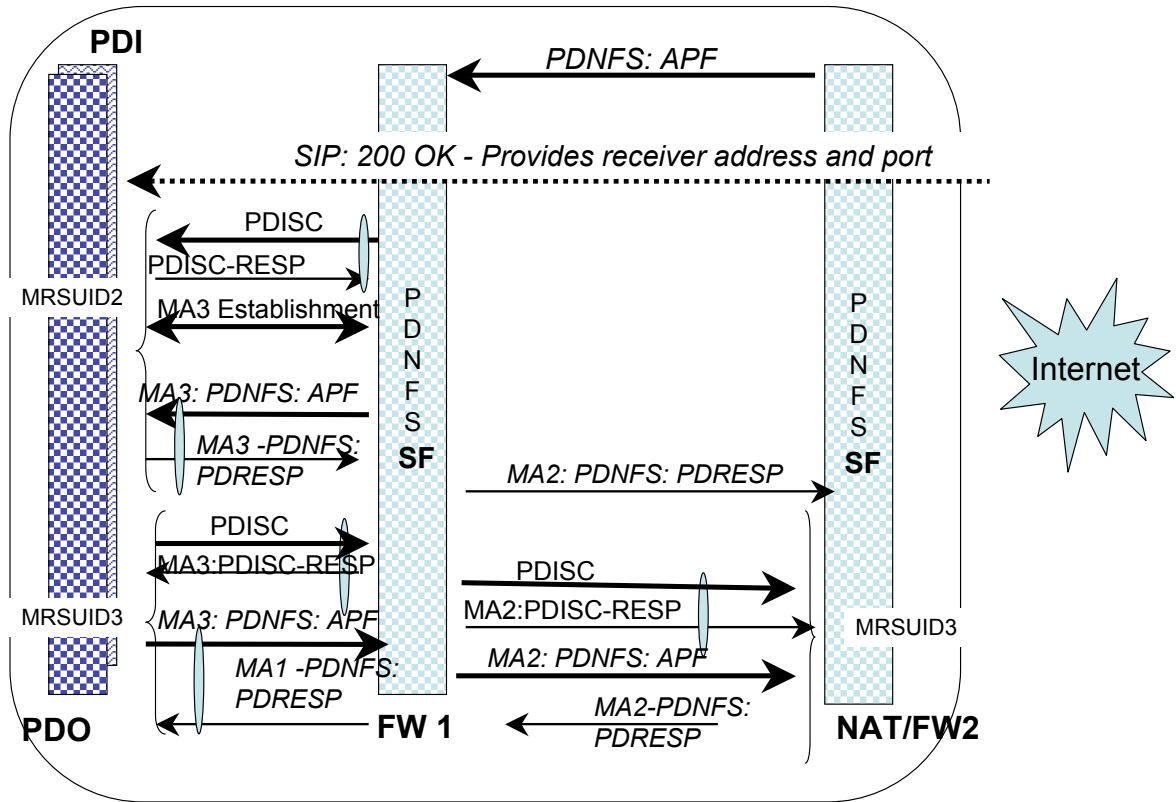 PDI
PDNFS: APF
SIP: 200 OK - Provides receiver address and port
PDISC
PDISC-RESP
MRSUID2
MA3 Establishment
P
D
N
F
S
SF
P
D
N
F
S
SF
Internet
MA3: PDNFS: APF
MA3 -PDNFS:
PDRESP
MA2: PDNFS: PDRESP
PDISC
MA3:PDISC-RESP
PDISC
MRSUID3
MA2:PDISC-RESP
MRSUID3
MA3: PDNFS: APF
MA2: PDNFS: APF
MA1 -PDNFS:
PDRESP
MA2-PDNFS:
PDRESP
PDO
FW 1
NAT/FW2